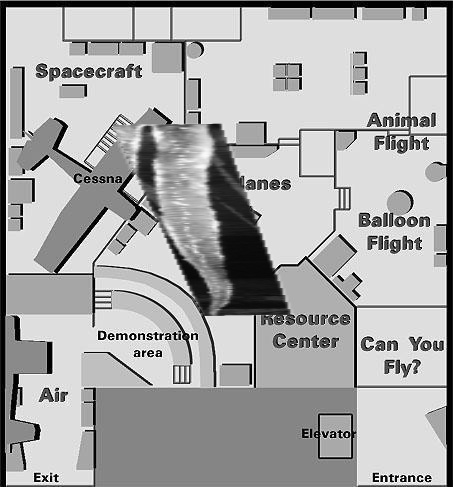 Spacecraft
Animal
Flight
Cessna
lanes
Balloon
Flight
Resource
Center
Demonstration
area
Can You
Fly?
Air
Elevator
Exit
Entrance